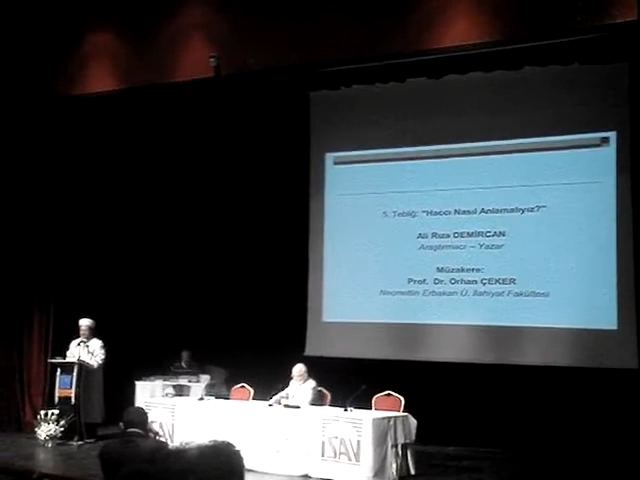 5. Tebliğ: "Haccı Nasıl Anlamalıyız?"
Ali Rıza DEMİRCAN
Araştırmacı – Yazar
Müzakere:
Prof. Dr. Orhan ÇEKER
Necmettin Erbakan Ü. İlahiyat Fakültesi
İSAV